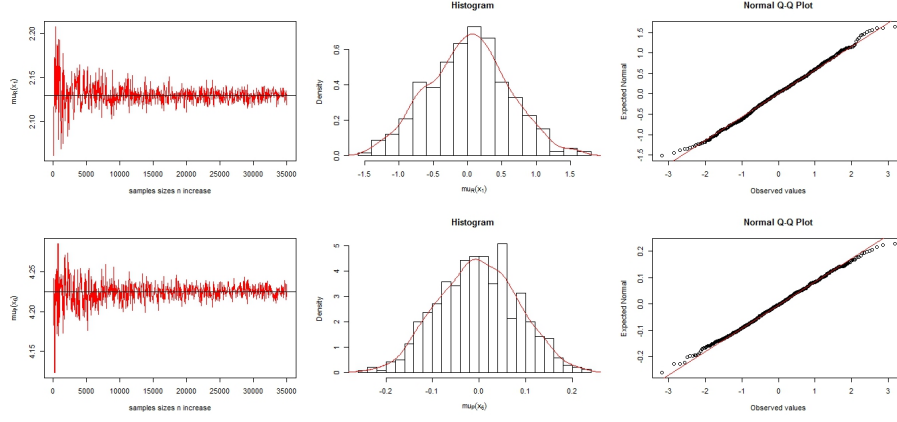 Histogram
Normal Q-Q Plot
mu_R(x_1)
2.10 2.15 2.20
0 5000 10000 15000 20000 25000 30000 35000
samples sizes n increase
Density
0.0 0.2 0.4 0.6
-1.5 -1.0 -0.5 0.0 0.5 1.0 1.5
mu_R(x_1)
Expected Normal
-1.5 -1.0 -0.5 0.0 0.5 1.0 1.5
-3 -2 -1 0 1 2 3
Observed values
Histogram
Normal Q-Q Plot
4.15 4.20 4.25
0 5000 10000 15000 20000 25000 30000 35000
samples sizes n increase
Density
0 1 2 3 4 5
-0.2 -0.1 0.0 0.1 0.2
Expected Normal
-0.2 -0.1 0.0 0.1 0.2
-3 -2 -1 0 1 2 3
Observed values